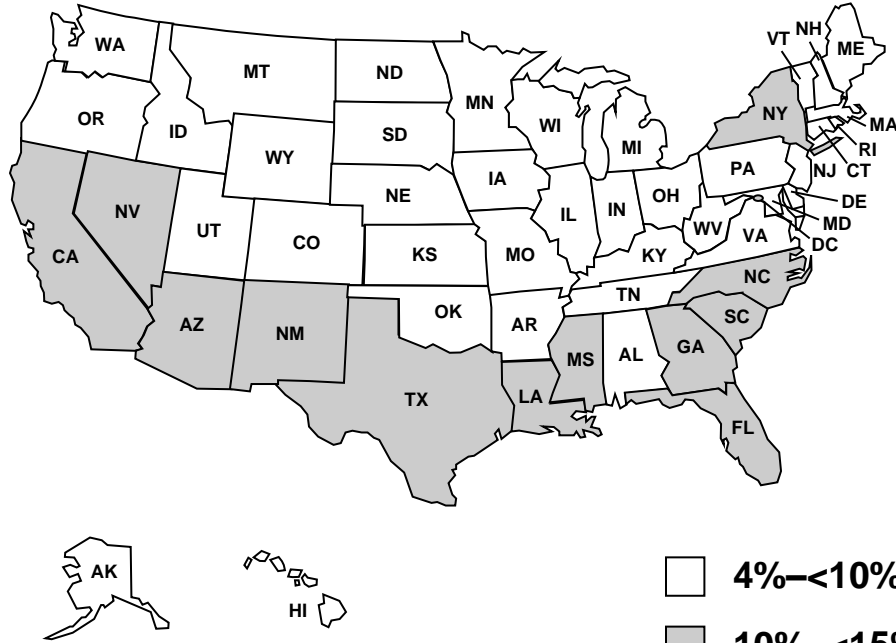 WA
MT
ND
MN
VT
NH
ME
OR
ID
SD
WI
MI
NY
MA
RI
CT
WY
NE
IA
PA
NJ
NV
UT
CO
KS
MO
IL
IN
OH
WV
VA
DE
MD
DC
CA
KY
NC
AZ
NM
OK
AR
TN
SC
MS
AL
GA
TX
LA
FL
AK
HI
4%–<10%
10%–<15%